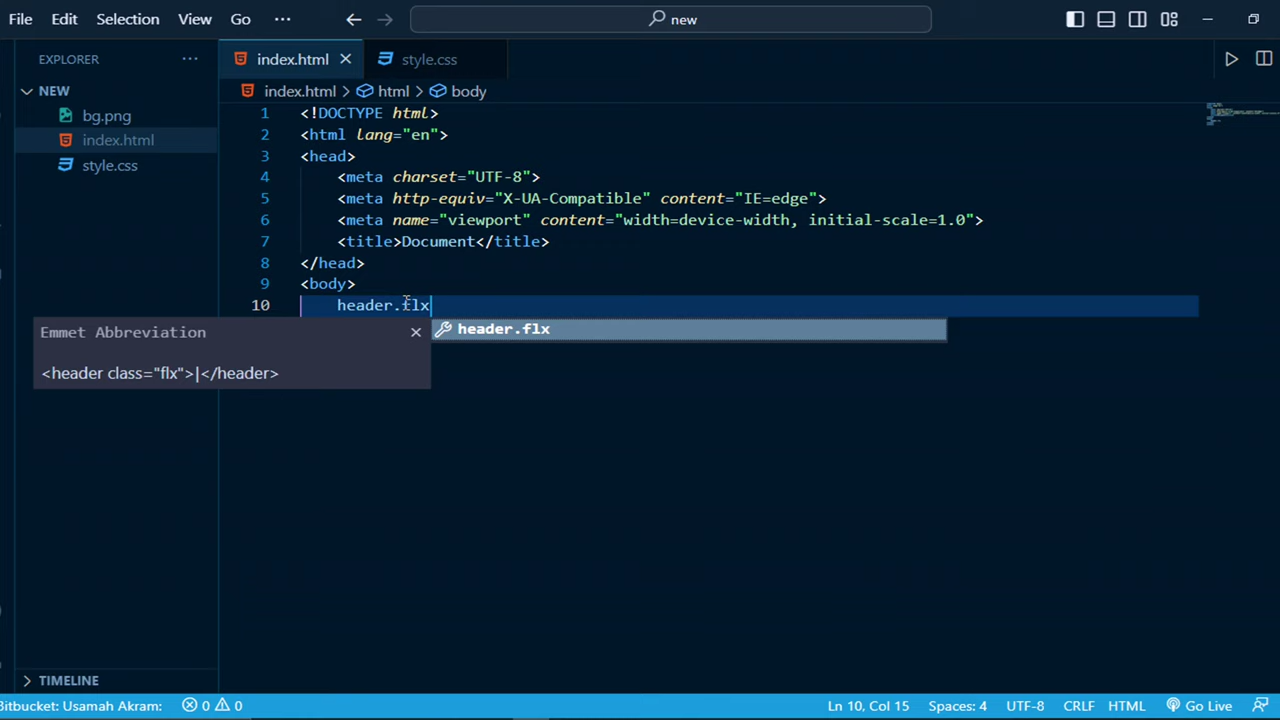 File Edit Selection View Go ··· new
EXPLORER ··· index.html style.css
NEW
bg.png
index.html
style.css
index.html > html > body
1 <!DOCTYPE html>
2 <html lang="en">
3 <head>
4 <meta charset="UTF-8">
5 <meta http-equiv="X-UA-Compatible" content="IE=edge">
6 <meta name="viewport" content="width=device-width, initial-scale=1.0">
7 <title>Document</title>
8 </head>
9 <body>
10 header.flx
Emmet Abbreviation
<header class="flx">|</header>
header.flx
TIMELINE
Bitbucket: Usamah Akram: 0 0 Ln 10, Col 15 Spaces: 4 UTF-8 CRLF HTML Go Live